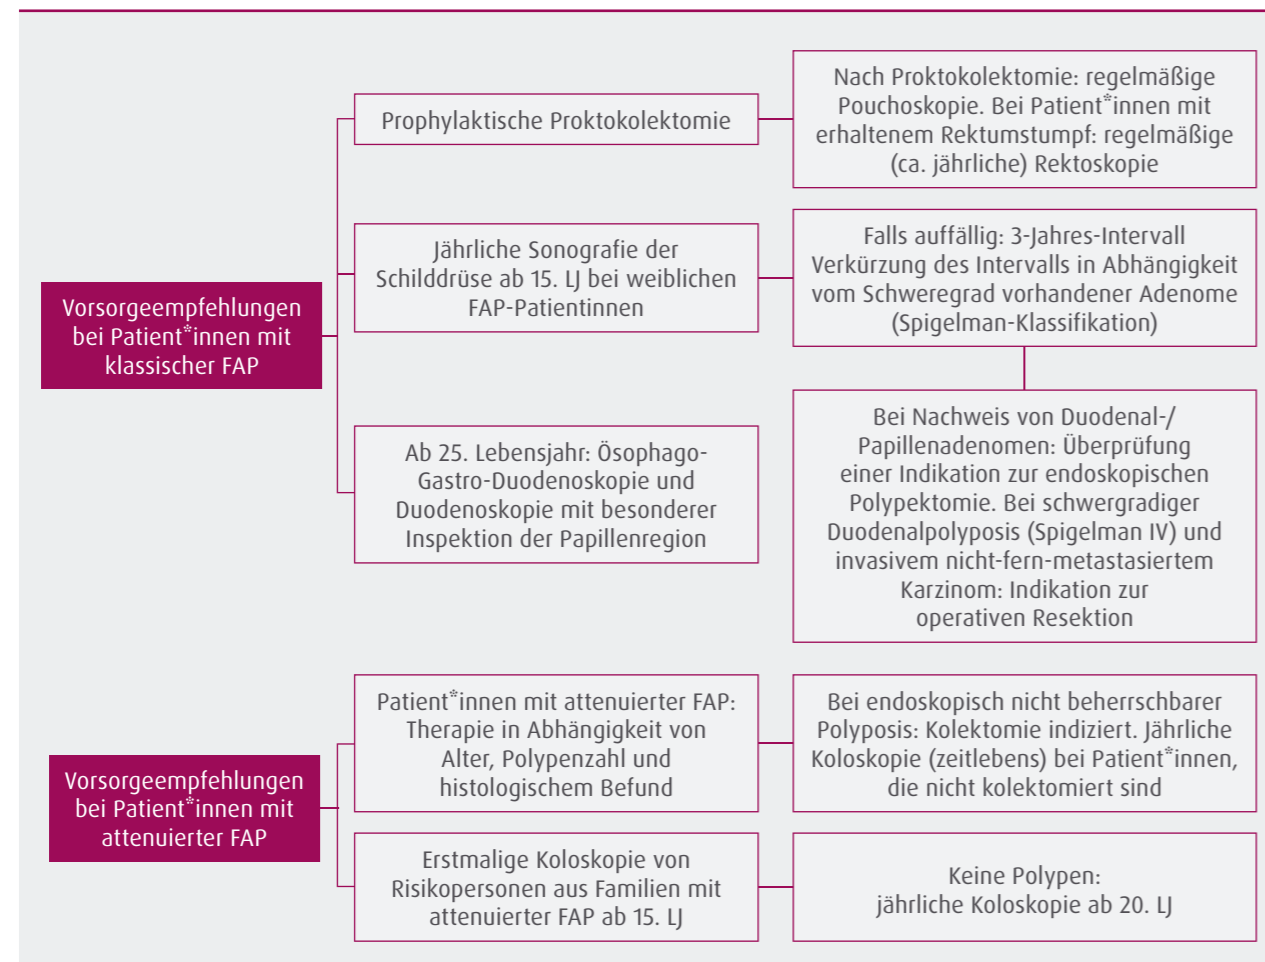 Vorsorgeempfehlungen
bei Patient*innen mit
klassischer FAP
Prophylaktische Proktokolektomie
Nach Proktokolektomie: regelmäßige
Pouchoskopie. Bei Patient*innen mit
erhaltenem Rektumstumpf: regelmäßige
(ca. jährliche) Rektoskopie
Jährliche Sonografie der
Schilddrüse ab 15. LJ bei weiblichen
FAP-Patientinnen
Falls auffällig: 3-Jahres-Intervall
Verkürzung des Intervalls in Abhängigkeit
vom Schweregrad vorhandener Adenome
(Spigelman-Klassifikation)
Ab 25. Lebensjahr: Ösophago-
Gastro-Duodenoskopie und
Duodenoskopie mit besonderer
Inspektion der Papillenregion
Bei Nachweis von Duodenal-/
Papillenadenomen: Überprüfung
einer Indikation zur endoskopischen
Polypektomie. Bei schwergradiger
Duodenalpolyposis (Spigelman IV) und
invasivem nicht-fern-metastasiertem
Karzinom: Indikation zur
operativen Resektion
Vorsorgeempfehlungen
bei Patient*innen mit
attenuierter FAP
Patient*innen mit attenuierter FAP:
Therapie in Abhängigkeit von
Alter, Polypenzahl und
histologischem Befund
Bei endoskopisch nicht beherrschbarer
Polyposis: Kolektomie indiziert. Jährliche
Koloskopie (zeitlebens) bei Patient*innen,
die nicht kolektomiert sind
Erstmalige Koloskopie von
Risikopersonen aus Familien mit
attenuierter FAP ab 15. LJ
Keine Polypen:
jährliche Koloskopie ab 20. LJ